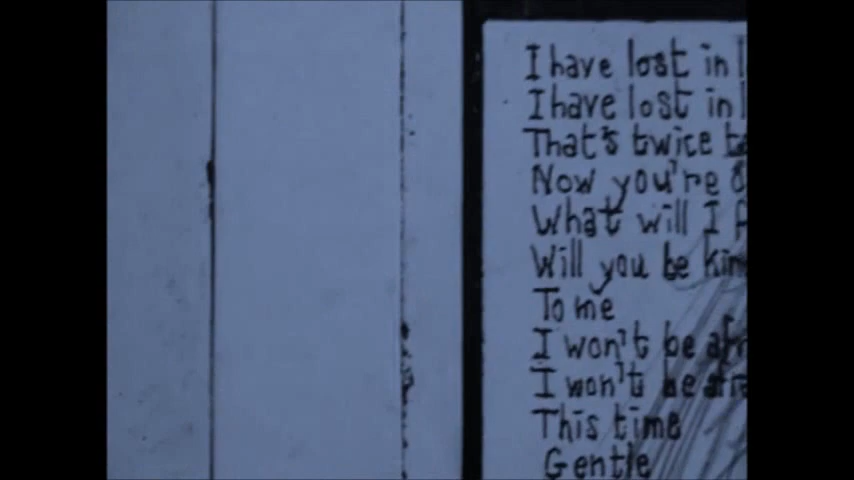 I have lost in
I have lost in
That's twice
Now you're
What will I
Will you be
To me
I won't be
I won't be
This time
Gentle